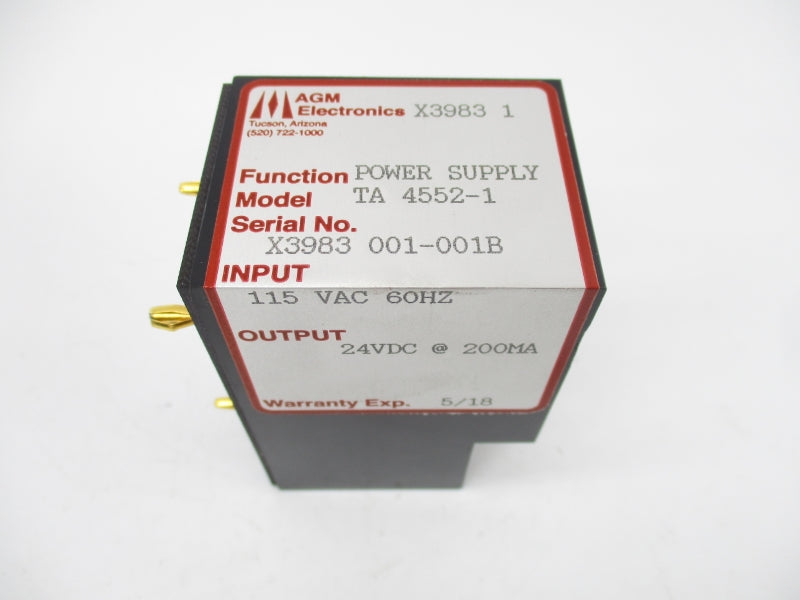 AGM
Electronics X3983 1
Tucson, Arizona
(520) 722-1000
Function POWER SUPPLY
Model TA 4552-1
Serial No.
X3983 001-001B
INPUT
115 VAC 60HZ
OUTPUT
24VDC @ 200MA
Warranty Exp. 5/18